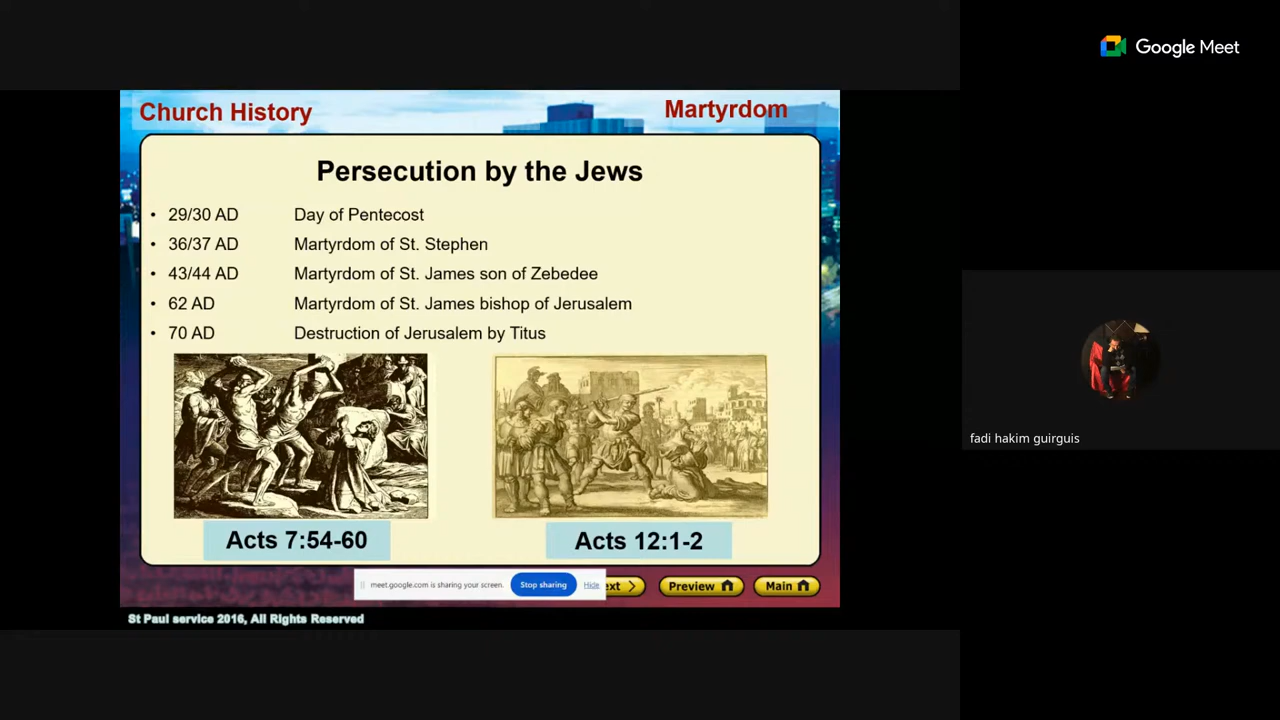 Google Meet
Church History
Martyrdom
Persecution by the Jews
• 29/30 AD Day of Pentecost
• 36/37 AD Martyrdom of St. Stephen
• 43/44 AD Martyrdom of St. James son of Zebedee
• 62 AD Martyrdom of St. James bishop of Jerusalem
• 70 AD Destruction of Jerusalem by Titus
Acts 7:54-60
Acts 12:1-2
fadi hakim guirguis
meet.google.com is sharing your screen. Stop sharing Hide
ext Preview Main
St Paul service 2016, All Rights Reserved